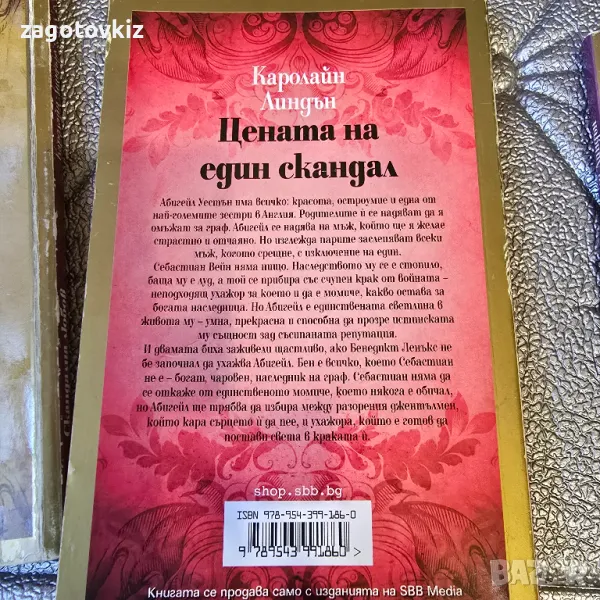 zagotovkiz
Каролайн
Линдън
Цената на
един скандал
Абигейл Уестън има всичко: красота, остроумие и една от
най-големите зестри в Англия. Родителите ѝ се надяват да я
омъжат за граф. Абигейл се надява на мъж, който ще я желае
страстно и отчаяно. Но изглежда парите заслепяват всеки
мъж, когото срещне, с изключение на един.
Себастиан Вейн няма нищо. Наследството му се е стопило,
баща му е луд, а той се прибира със счупен крак от войната –
неподходящ ухажор за което и да е момиче, какво остава за
богата наследница. Но Абигейл е единствената светлина в
живота му – умна, прекрасна и способна да прозре истинската
му същност зад съсипаната репутация.
И двамата биха заживели щастливо, ако Бенедикт Ленъкс не
бе започнал да ухажва Абигейл. Бен е всичко, което Себастиан
не е – богат, чаровен, наследник на граф. Себастиан няма да
се откаже от единственото момиче, което някога е обичал,
но Абигейл ще трябва да избира между разорения джентълмен,
който кара сърцето ѝ да пее, и ухажора, който е готов да
постави света в краката ѝ.
shop.sbb.bg
ISBN 978-954-399-186-0
9 789543 991860 >
Книгата се продава само с изданията на SBB Media